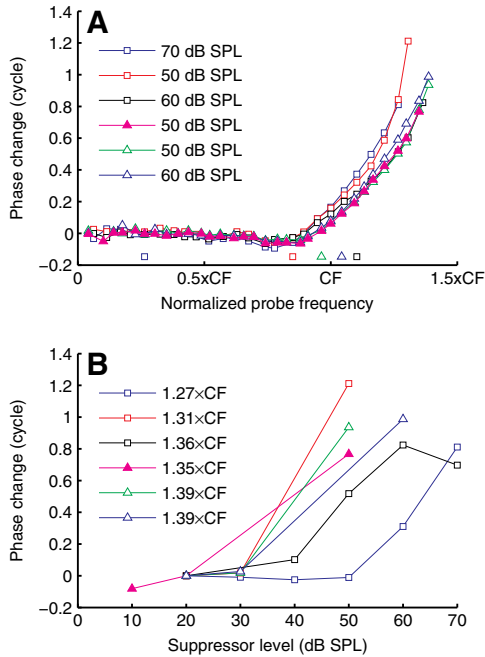 A
1.4
1.2
1
0.8
0.6
0.4
0.2
0
−0.2
Phase change (cycle)
70 dB SPL
50 dB SPL
60 dB SPL
50 dB SPL
50 dB SPL
60 dB SPL
0 0.5xCF CF 1.5xCF
Normalized probe frequency
B
1.4
1.2
1
0.8
0.6
0.4
0.2
0
−0.2
Phase change (cycle)
1.27×CF
1.31×CF
1.36×CF
1.35×CF
1.39×CF
1.39×CF
0 10 20 30 40 50 60 70
Suppressor level (dB SPL)